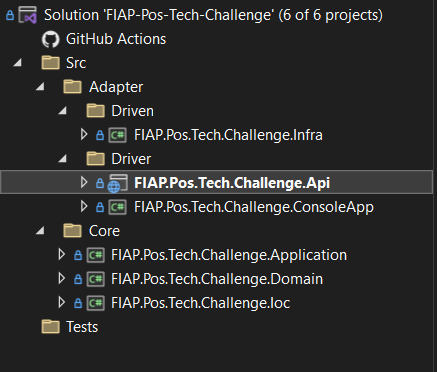 Solution 'FIAP-Pos-Tech-Challenge' (6 of 6 projects)
GitHub Actions
Src
Adapter
Driven
FIAP.Pos.Tech.Challenge.Infra
Driver
FIAP.Pos.Tech.Challenge.Api
FIAP.Pos.Tech.Challenge.ConsoleApp
Core
FIAP.Pos.Tech.Challenge.Application
FIAP.Pos.Tech.Challenge.Domain
FIAP.Pos.Tech.Challenge.Ioc
Tests